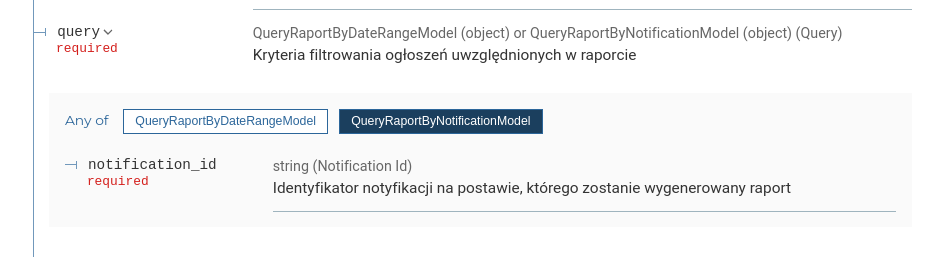 query QueryRaportByDateRangeModel (object) or QueryRaportByNotificationModel (object) (Query)
required Kryteria filtrowania ogłoszeń uwzględnionych w raporcie
Any of QueryRaportByDateRangeModel QueryRaportByNotificationModel
notification_id string (Notification Id)
required Identyfikator notyfikacji na postawie, którego zostanie wygenerowany raport